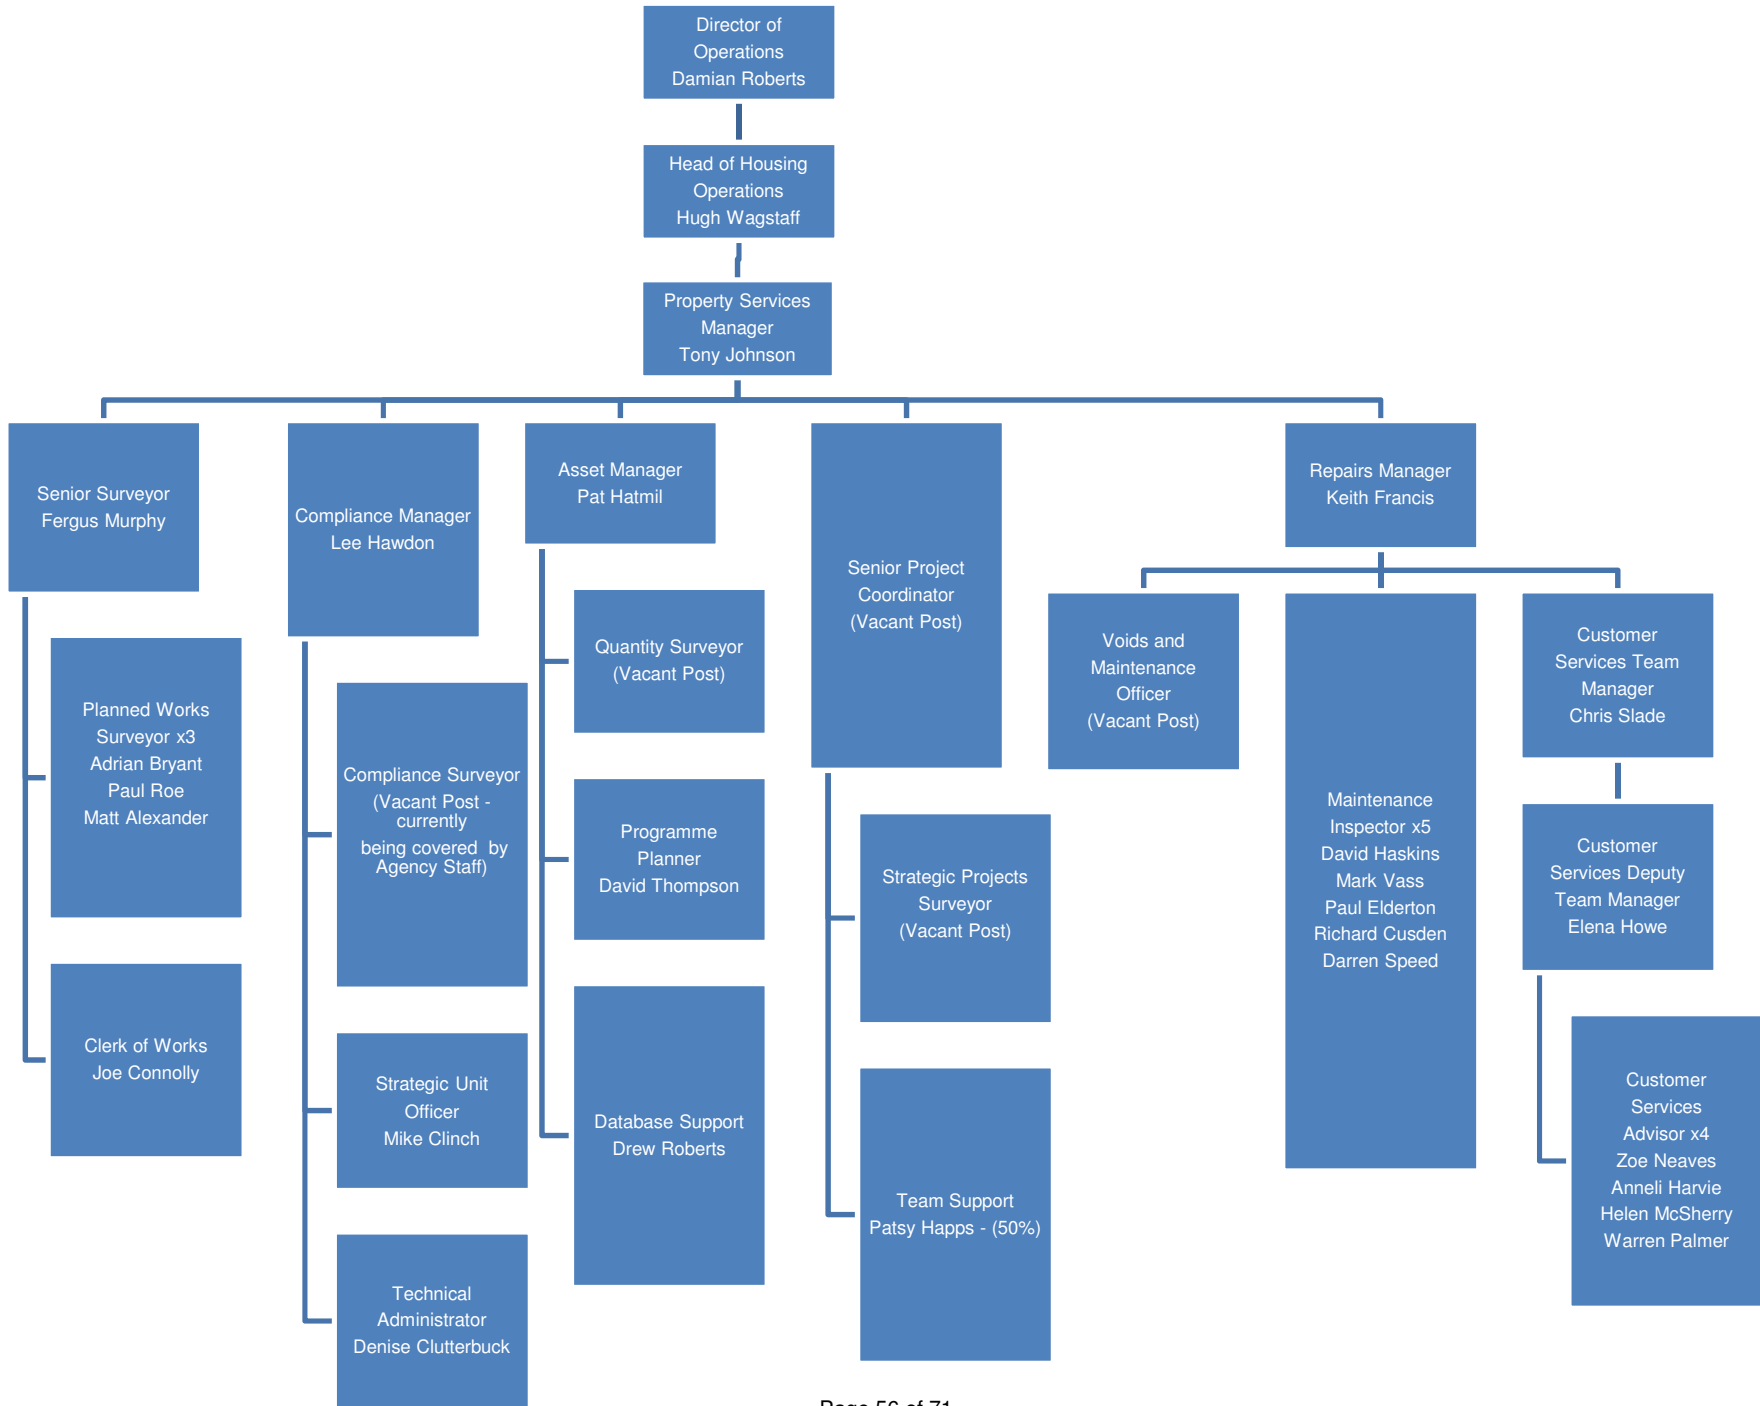 Director of
Operations
Damian Roberts
Head of Housing
Operations
Hugh Wagstaff
Property Services
Manager
Tony Johnson
Senior Surveyor
Fergus Murphy
Planned Works
Surveyor x3
Adrian Bryant
Paul Roe
Matt Alexander
Clerk of Works
Joe Connolly
Compliance Manager
Lee Hawdon
Compliance Surveyor
(Vacant Post -
currently
being covered by
Agency Staff)
Strategic Unit
Officer
Mike Clinch
Technical
Administrator
Denise Clutterbuck
Asset Manager
Pat Hatmil
Quantity Surveyor
(Vacant Post)
Programme
Planner
David Thompson
Database Support
Drew Roberts
Senior Project
Coordinator
(Vacant Post)
Strategic Projects
Surveyor
(Vacant Post)
Team Support
Patsy Happs - (50%)
Repairs Manager
Keith Francis
Voids and
Maintenance
Officer
(Vacant Post)
Maintenance
Inspector x5
David Haskins
Mark Vass
Paul Elderton
Richard Cusden
Darren Speed
Customer
Services Team
Manager
Chris Slade
Customer
Services Deputy
Team Manager
Elena Howe
Customer
Services
Advisor x4
Zoe Neaves
Anneli Harvie
Helen McSherry
Warren Palmer
Page 56 of 71